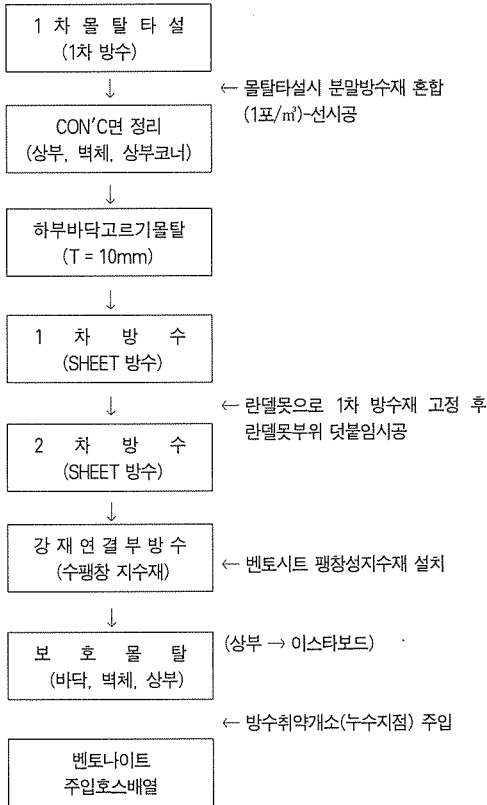 1 차 몰 탈 타 설
(1차 방수)
↓
← 몰탈타설시 분말방수재 혼합
(1포/㎥)-선시공
CON'C면 정리
(상부, 벽체, 상부코너)
↓
하부바닥고르기몰탈
(T = 10mm)
↓
1 차 방 수
(SHEET 방수)
↓
← 란델못으로 1차 방수재 고정 후
란델못부위 덧붙임시공
2 차 방 수
(SHEET 방수)
↓
강 재 연 결 부 방 수
(수팽창 지수재)
← 벤토시트 팽창성지수재 설치
↓
보 호 몰 탈
(바닥, 벽체, 상부)
(상부 → 이스타보드)
← 방수취약개소(누수지점) 주입
벤토나이트
주입호스배열